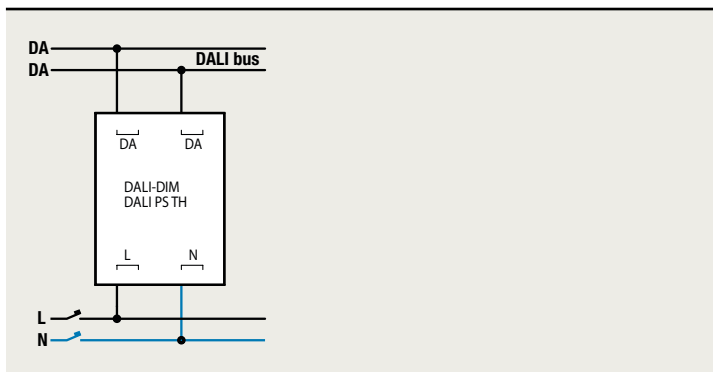 DA
DALI bus
DA
DA DA
DALI-DIM
DALI PS TH
L N
L
N